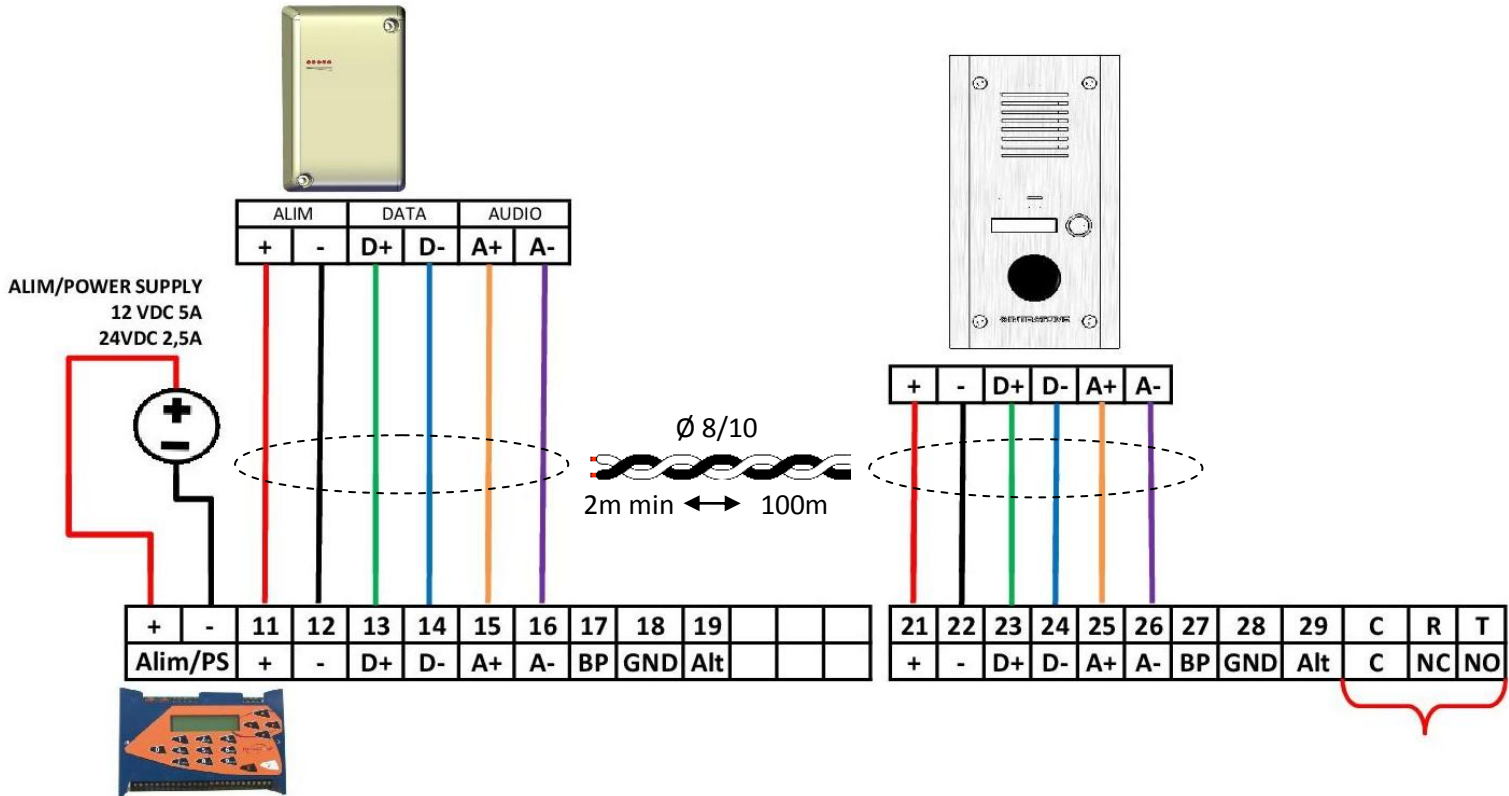 ALIM DATA AUDIO
+ - D+ D- A+ A-
ALIM/POWER SUPPLY
12 VDC 5A
24VDC 2,5A
+ - D+ D- A+ A-
Ø 8/10
2m min 100m
+ - 11 12 13 14 15 16 17 18 19
Alim/PS + - D+ D- A+ A- BP GND Alt
21 22 23 24 25 26 27 28 29 C R T
+ - D+ D- A+ A- BP GND Alt C NC NO